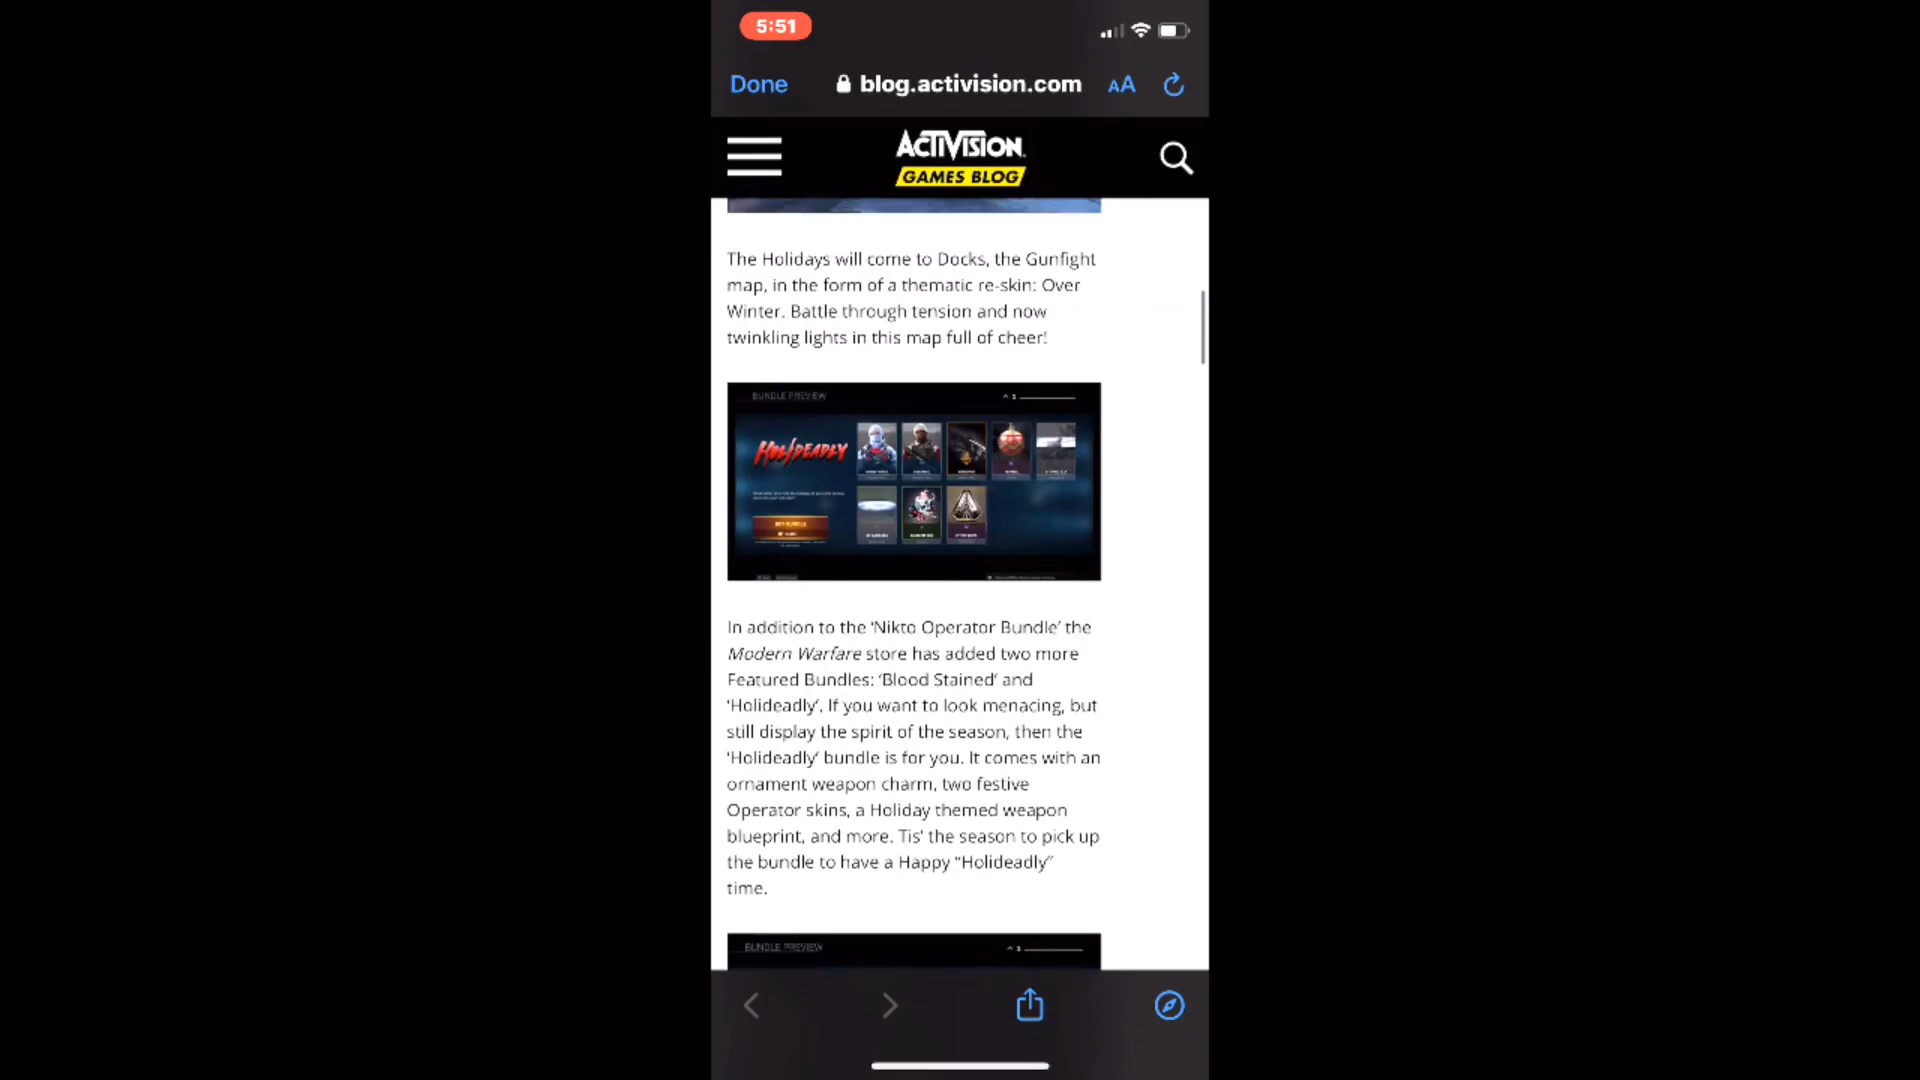 5:51
Done
blog.activision.com
AA
ACTIVISION
GAMES BLOG
The Holidays will come to Docks, the Gunfight
map, in the form of a thematic re-skin: Over
Winter. Battle through tension and now
twinkling lights in this map full of cheer!
BUNDLE PREVIEW
HOLIDEADLY
BUY BUNDLE
In addition to the ‘Nikto Operator Bundle’ the
Modern Warfare store has added two more
Featured Bundles: ‘Blood Stained’ and
‘Holideadly’. If you want to look menacing, but
still display the spirit of the season, then the
‘Holideadly’ bundle is for you. It comes with an
ornament weapon charm, two festive
Operator skins, a Holiday themed weapon
blueprint, and more. Tis’ the season to pick up
the bundle to have a Happy “Holideadly”
time.
BUNDLE PREVIEW